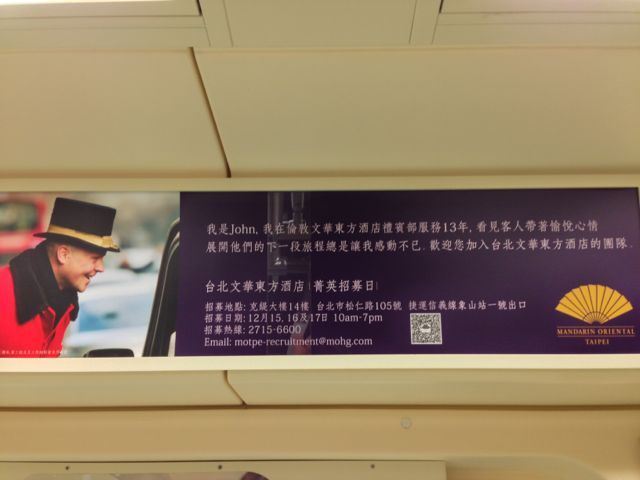 我是John, 我在倫敦文華東方酒店禮賓部服務13年, 看見客人帶著愉悅心情
展開他們的下一段旅程總是讓我感動不已. 歡迎您加入台北文華東方酒店的團隊.
台北文華東方酒店 | 菁英招募日 |
招募地點: 克緹大樓14樓 台北市松仁路105號 捷運信義線象山站一號出口
招募日期: 12月15, 16及17日 10am-7pm
招募熱線: 2715-6600
Email: motpe-recruitment@mohg.com
MANDARIN ORIENTAL
TAIPEI